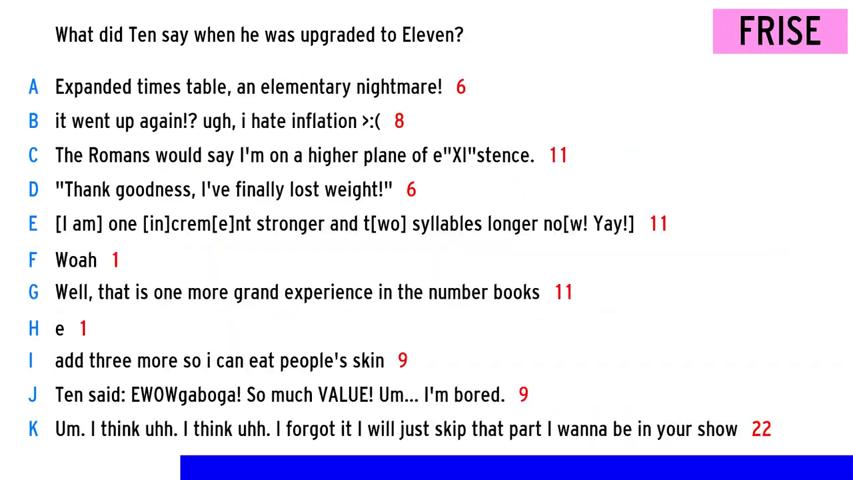 What did Ten say when he was upgraded to Eleven?
FRISE
A Expanded times table, an elementary nightmare! 6
B it went up again!? ugh, i hate inflation >:( 8
C The Romans would say I'm on a higher plane of e"XI"stence. 11
D "Thank goodness, I've finally lost weight!" 6
E [I am] one [in]crem[e]nt stronger and t[wo] syllables longer no[w! Yay!] 11
F Woah 1
G Well, that is one more grand experience in the number books 11
H e 1
I add three more so i can eat people's skin 9
J Ten said: EWOWgaboga! So much VALUE! Um... I'm bored. 9
K Um. I think uhh. I think uhh. I forgot it I will just skip that part I wanna be in your show 22